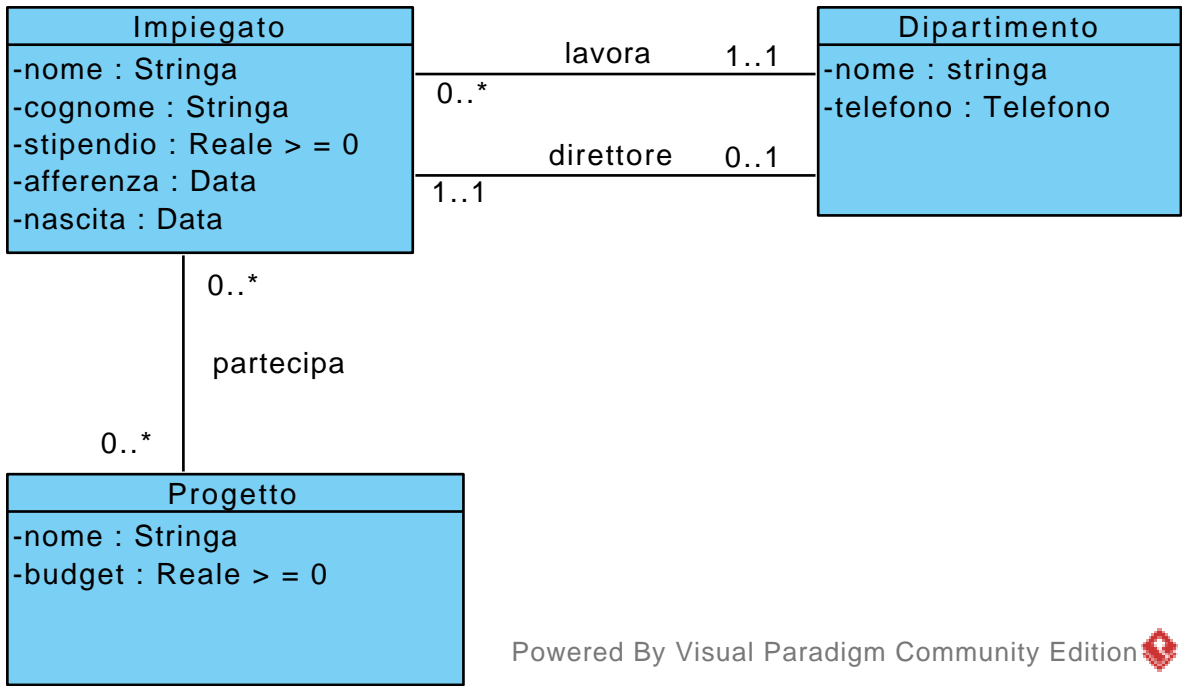 Impiegato
-nome : Stringa
-cognome : Stringa
-stipendio : Reale > = 0
-afferenza : Data
-nascita : Data
lavora
1..1
0..*
direttore
0..1
1..1
Dipartimento
-nome : stringa
-telefono : Telefono
0..*
partecipa
0..*
Progetto
-nome : Stringa
-budget : Reale > = 0
Powered By Visual Paradigm Community Edition